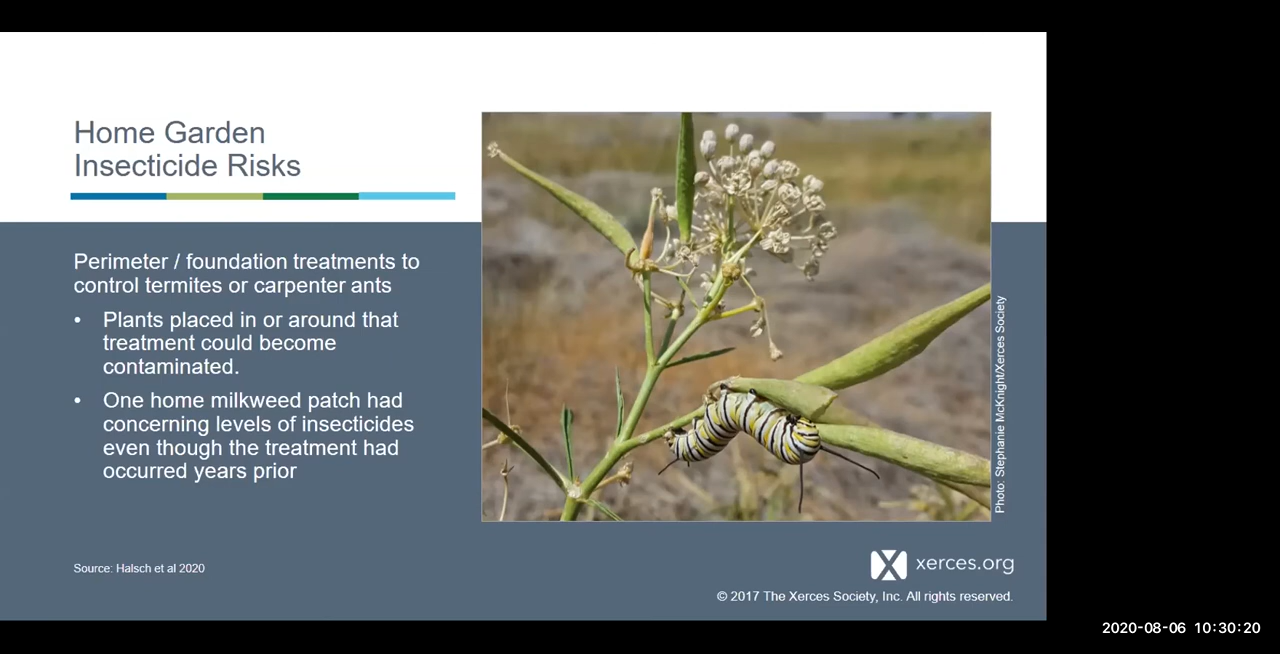 Home Garden
Insecticide Risks
Perimeter / foundation treatments to
control termites or carpenter ants
• Plants placed in or around that
treatment could become
contaminated.
• One home milkweed patch had
concerning levels of insecticides
even though the treatment had
occurred years prior
Photo: Stephanie McKnight/Xerces Society
Source: Halsch et al 2020
xerces.org
© 2017 The Xerces Society, Inc. All rights reserved.
2020-08-06 10:30:20